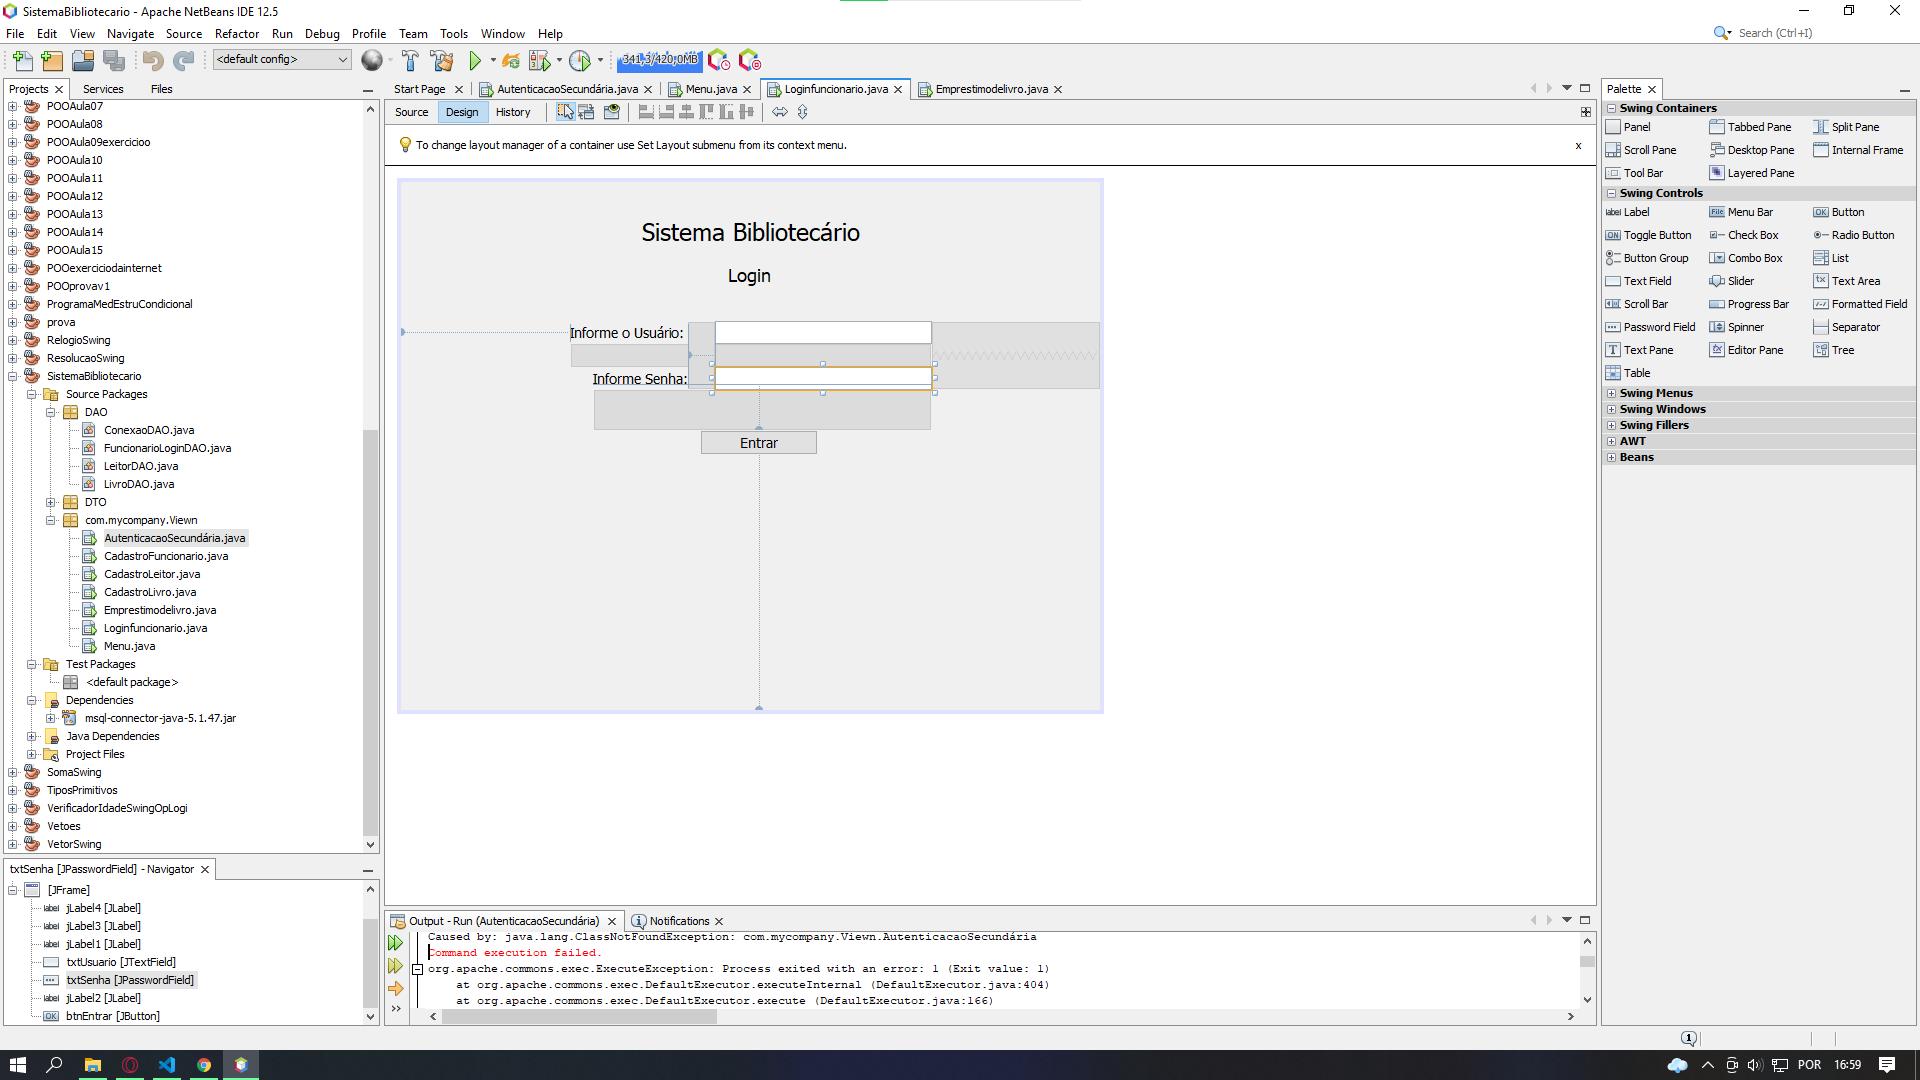 SistemaBibliotecario - Apache NetBeans IDE 12.5
File Edit View Navigate Source Refactor Run Debug Profile Team Tools Window Help
Search (Ctrl+I)
<default config>
341,3/420,0MB
Projects Services Files
POOAula07
POOAula08
POOAula09exercicioo
POOAula10
POOAula11
POOAula12
POOAula13
POOAula14
POOAula15
POOexerciciodainternet
POOprovav1
ProgramaMedEstruCondicional
prova
RelogioSwing
ResolucaoSwing
SistemaBibliotecario
Source Packages
DAO
ConexaoDAO.java
FuncionarioLoginDAO.java
LeitorDAO.java
LivroDAO.java
DTO
com.mycompany.Viewn
AutenticacaoSecundária.java
CadastroFuncionario.java
CadastroLeitor.java
CadastroLivro.java
Emprestimodelivro.java
Loginfuncionario.java
Menu.java
Test Packages
<default package>
Dependencies
msql-connector-java-5.1.47.jar
Java Dependencies
Project Files
SomaSwing
TiposPrimitivos
VerificadorIdadeSwingOpLogi
Vetoes
VetorSwing
txtSenha [JPasswordField] - Navigator
[JFrame]
label jLabel4 [JLabel]
label jLabel3 [JLabel]
label jLabel1 [JLabel]
txtUsuario [JTextField]
txtSenha [JPasswordField]
label jLabel2 [JLabel]
OK btnEntrar [JButton]
Start Page AutenticacaoSecundária.java Menu.java Loginfuncionario.java Emprestimodelivro.java
Source Design History
To change layout manager of a container use Set Layout submenu from its context menu.
x
Sistema Bibliotecário
Login
Informe o Usuário:
Informe Senha:
Entrar
Output - Run (AutenticacaoSecundária) Notifications
Caused by: java.lang.ClassNotFoundException: com.mycompany.Viewn.AutenticacaoSecundária
Command execution failed.
org.apache.commons.exec.ExecuteException: Process exited with an error: 1 (Exit value: 1)
at org.apache.commons.exec.DefaultExecutor.executeInternal (DefaultExecutor.java:404)
at org.apache.commons.exec.DefaultExecutor.execute (DefaultExecutor.java:166)
Palette
Swing Containers
Panel Tabbed Pane Split Pane
Scroll Pane Desktop Pane Internal Frame
Tool Bar Layered Pane
Swing Controls
label Label File Menu Bar OK Button
ON Toggle Button Check Box Radio Button
Button Group Combo Box List
Text Field Slider Text Area
Scroll Bar Progress Bar Formatted Field
Password Field Spinner Separator
Text Pane Editor Pane Tree
Table
Swing Menus
Swing Windows
Swing Fillers
AWT
Beans
1
POR 16:59